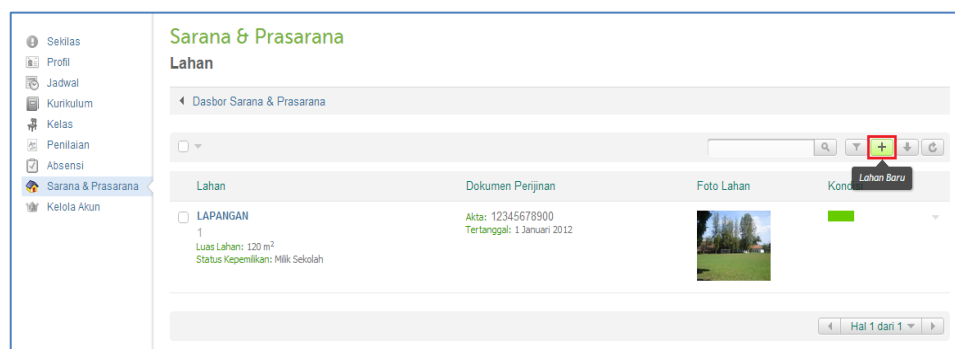 Sekilas
Profil
Jadwal
Kurikulum
Kelas
Penilaian
Absensi
Sarana & Prasarana
Kelola Akun
Sarana & Prasarana
Lahan
Dasbor Sarana & Prasarana
Lahan Baru
Lahan Dokumen Perijinan Foto Lahan
LAPANGAN
1
Luas Lahan: 120 m²
Status Kepemilikan: Milik Sekolah
Akta: 12345678900
Tertanggal: 1 Januari 2012
Hal 1 dari 1